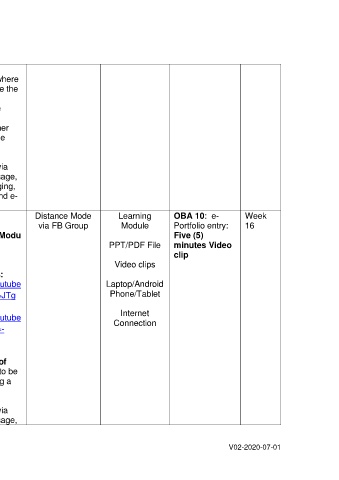 where
e the
her
e
via
sage,
ging,
nd e-
Modu
:
utube
JTg
utube
of
to be
g a
via
sage,
Distance Mode
via FB Group
Learning
Module
PPT/PDF File
Video clips
Laptop/Android
Phone/Tablet
Internet
Connection
OBA 10: e-
Portfolio entry:
Five (5)
minutes Video
clip
Week
16
V02-2020-07-01